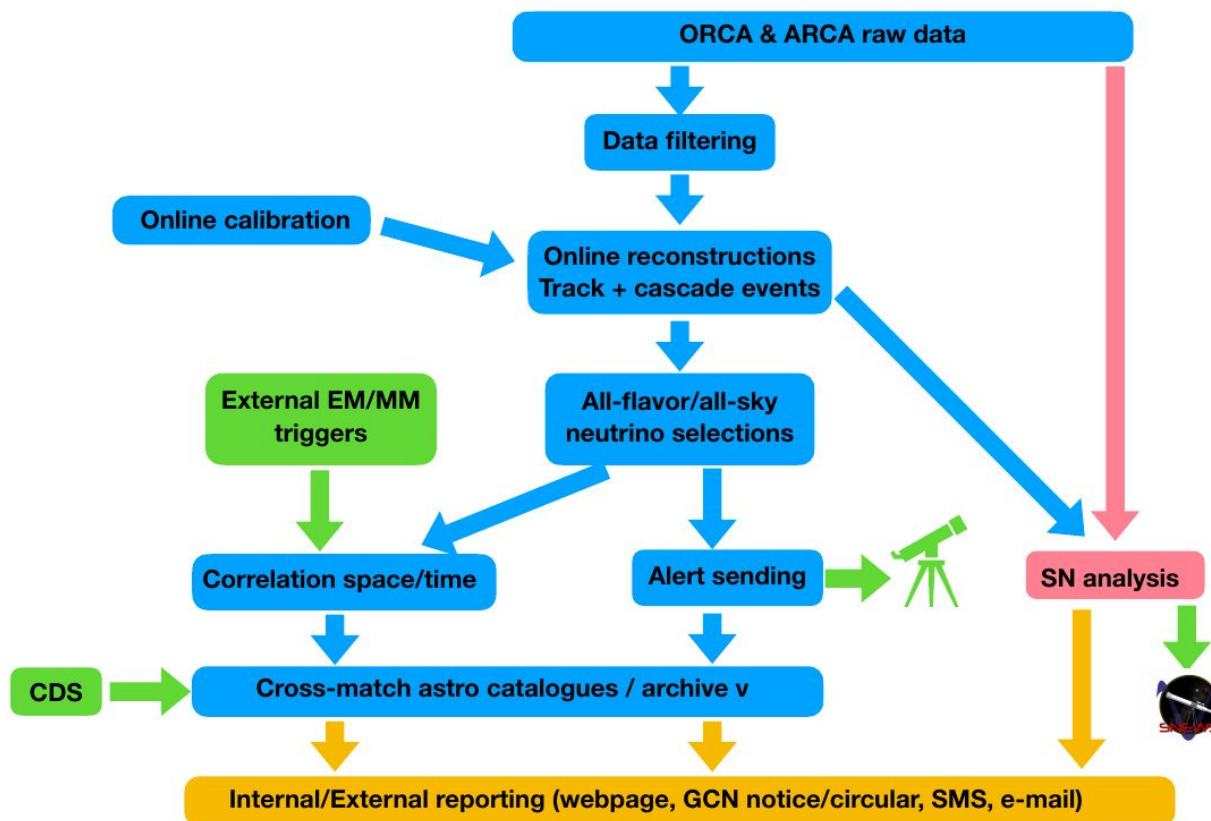 ORCA & ARCA raw data
Data filtering
Online calibration
Online reconstructions
Track + cascade events
External EM/MM
triggers
All-flavor/all-sky
neutrino selections
Correlation space/time
Alert sending
SN analysis
CDS
Cross-match astro catalogues / archive ν
SNEWS
Internal/External reporting (webpage, GCN notice/circular, SMS, e-mail)